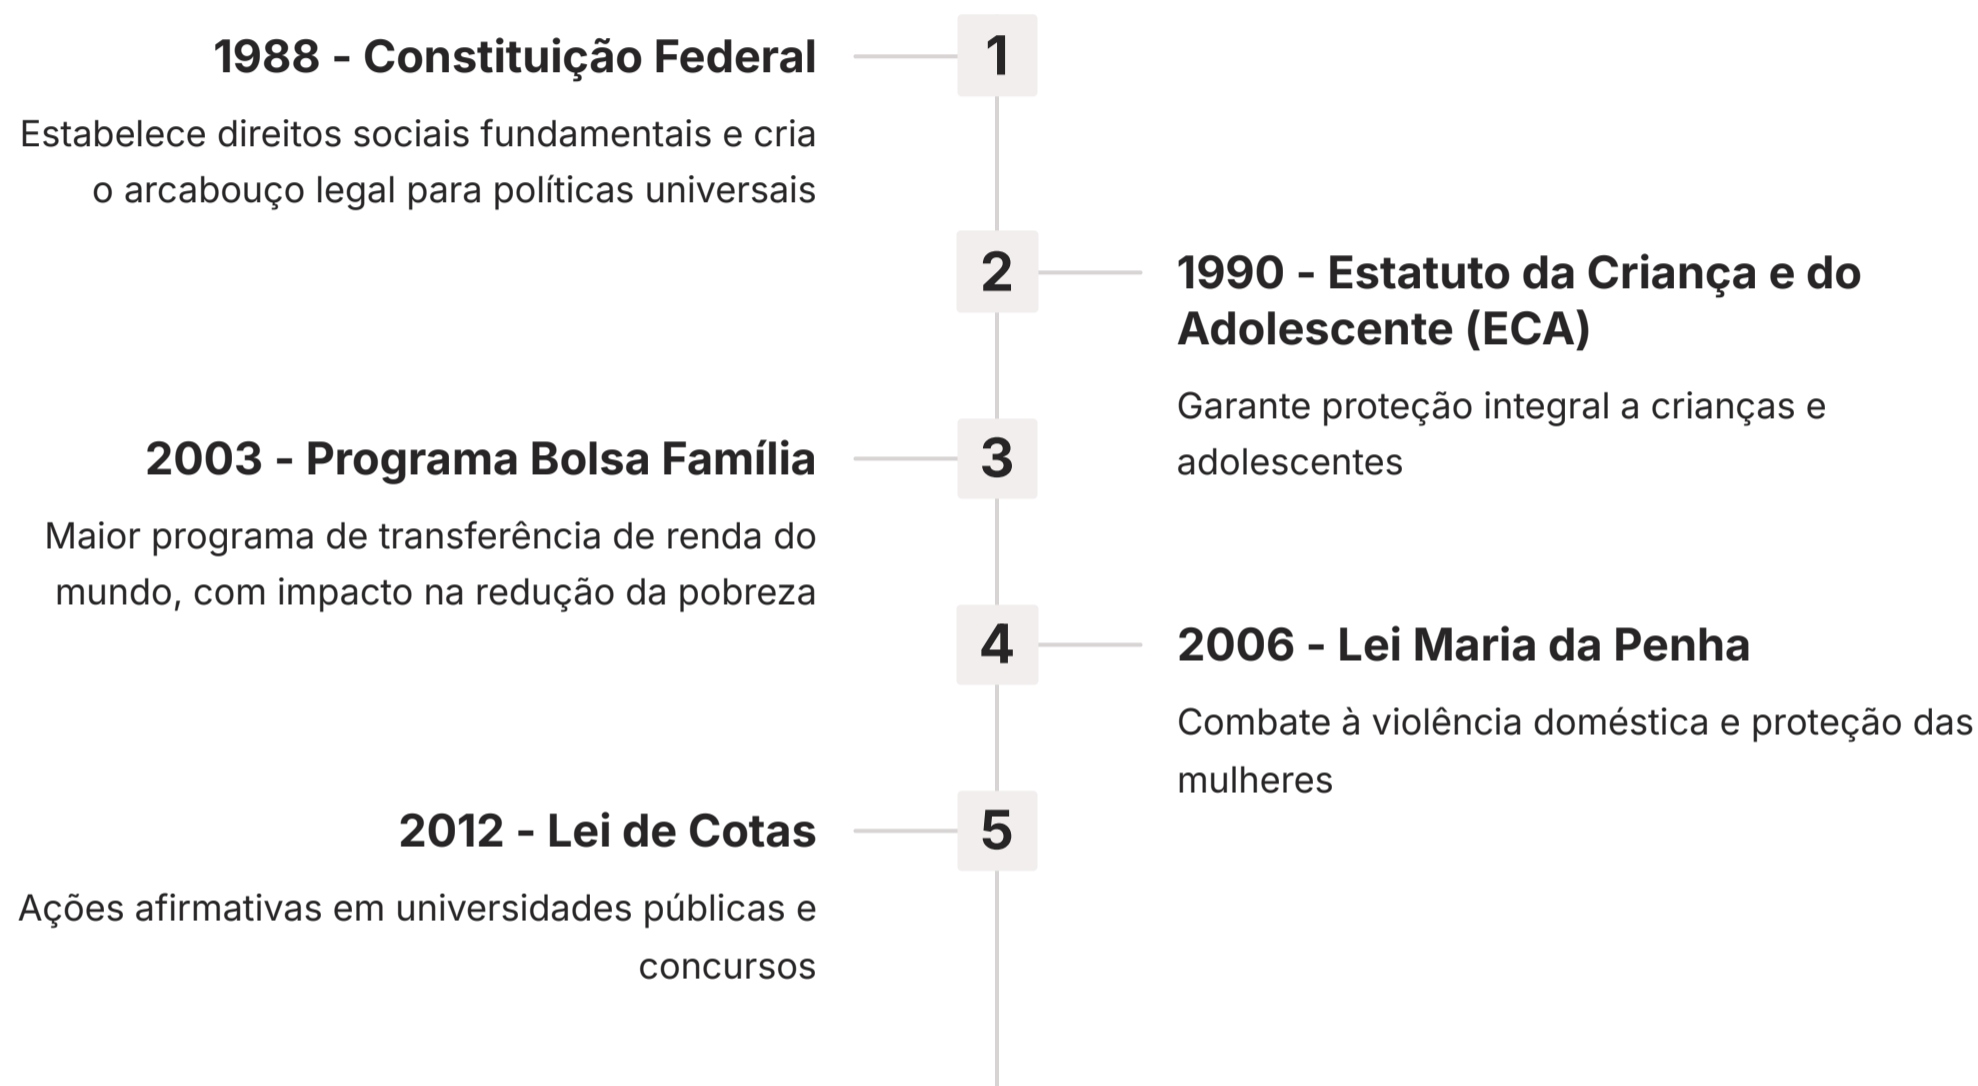 1988 - Constituição Federal
1
Estabelece direitos sociais fundamentais e cria
o arcabouço legal para políticas universais
2
1990 - Estatuto da Criança e do
Adolescente (ECA)
Garante proteção integral a crianças e
adolescentes
2003 - Programa Bolsa Família
3
Maior programa de transferência de renda do
mundo, com impacto na redução da pobreza
4
2006 - Lei Maria da Penha
Combate à violência doméstica e proteção das
mulheres
2012 - Lei de Cotas
5
Ações afirmativas em universidades públicas e
concursos